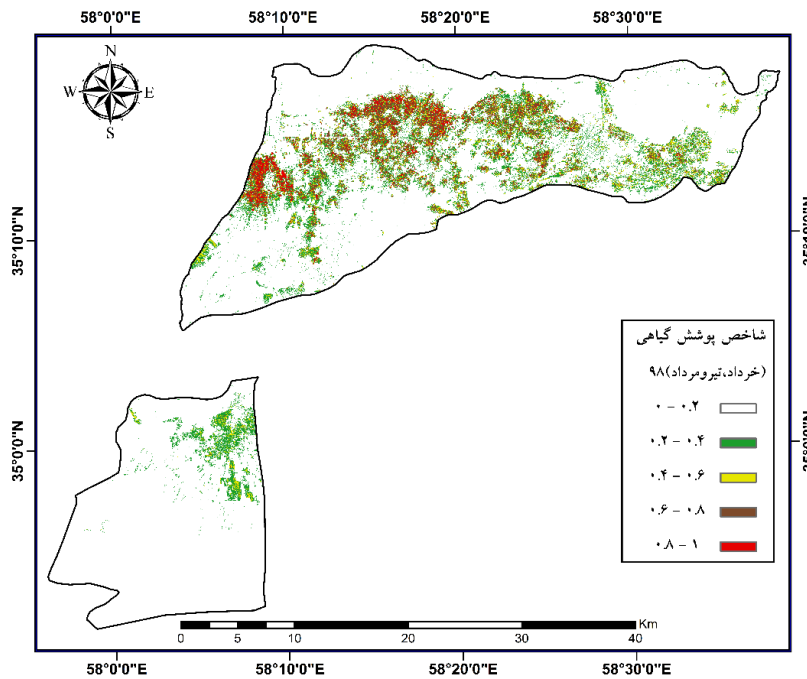 58°0'0"E 58°10'0"E 58°20'0"E 58°30'0"E
N
W E
S
35°10'0"N
35°0'0"N
شاخص پوشش گیاهی
(خرداد،تیرومرداد)۹۸
۰ - ۰.۲
۰.۲ - ۰.۴
۰.۴ - ۰.۶
۰.۶ - ۰.۸
۰.۸ - ۱
Km
0 5 10 20 30 40
58°0'0"E 58°10'0"E 58°20'0"E 58°30'0"E